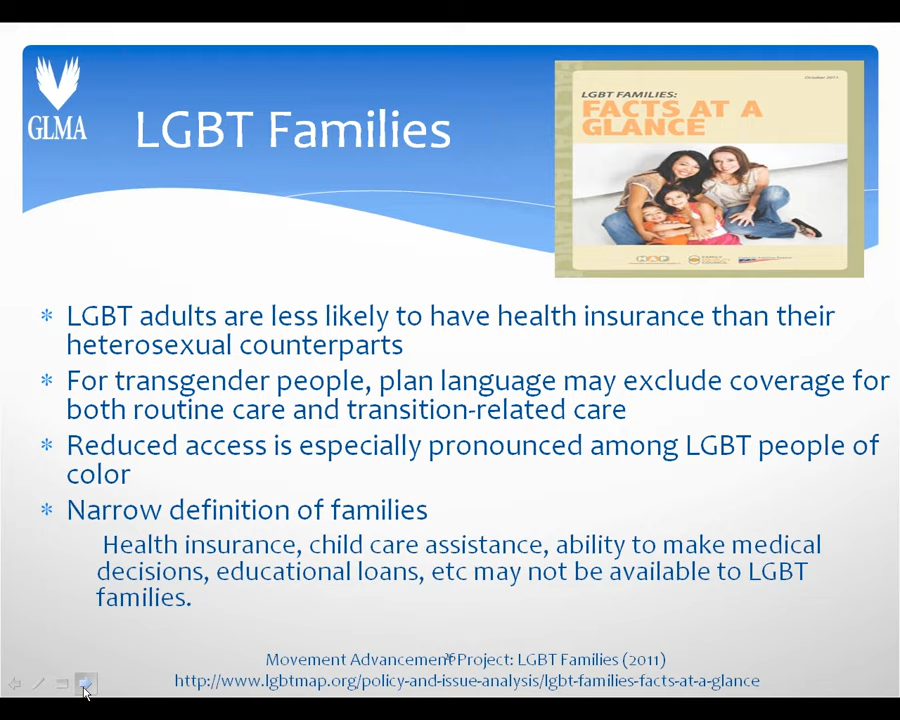 GLMA
LGBT Families
October 2011
LGBT FAMILIES:
FACTS AT A
GLANCE
MAP
* LGBT adults are less likely to have health insurance than their
heterosexual counterparts
* For transgender people, plan language may exclude coverage for
both routine care and transition-related care
* Reduced access is especially pronounced among LGBT people of
color
* Narrow definition of families
Health insurance, child care assistance, ability to make medical
decisions, educational loans, etc may not be available to LGBT
families.
26
Movement Advancement Project: LGBT Families (2011)
http://www.lgbtmap.org/policy-and-issue-analysis/lgbt-families-facts-at-a-glance